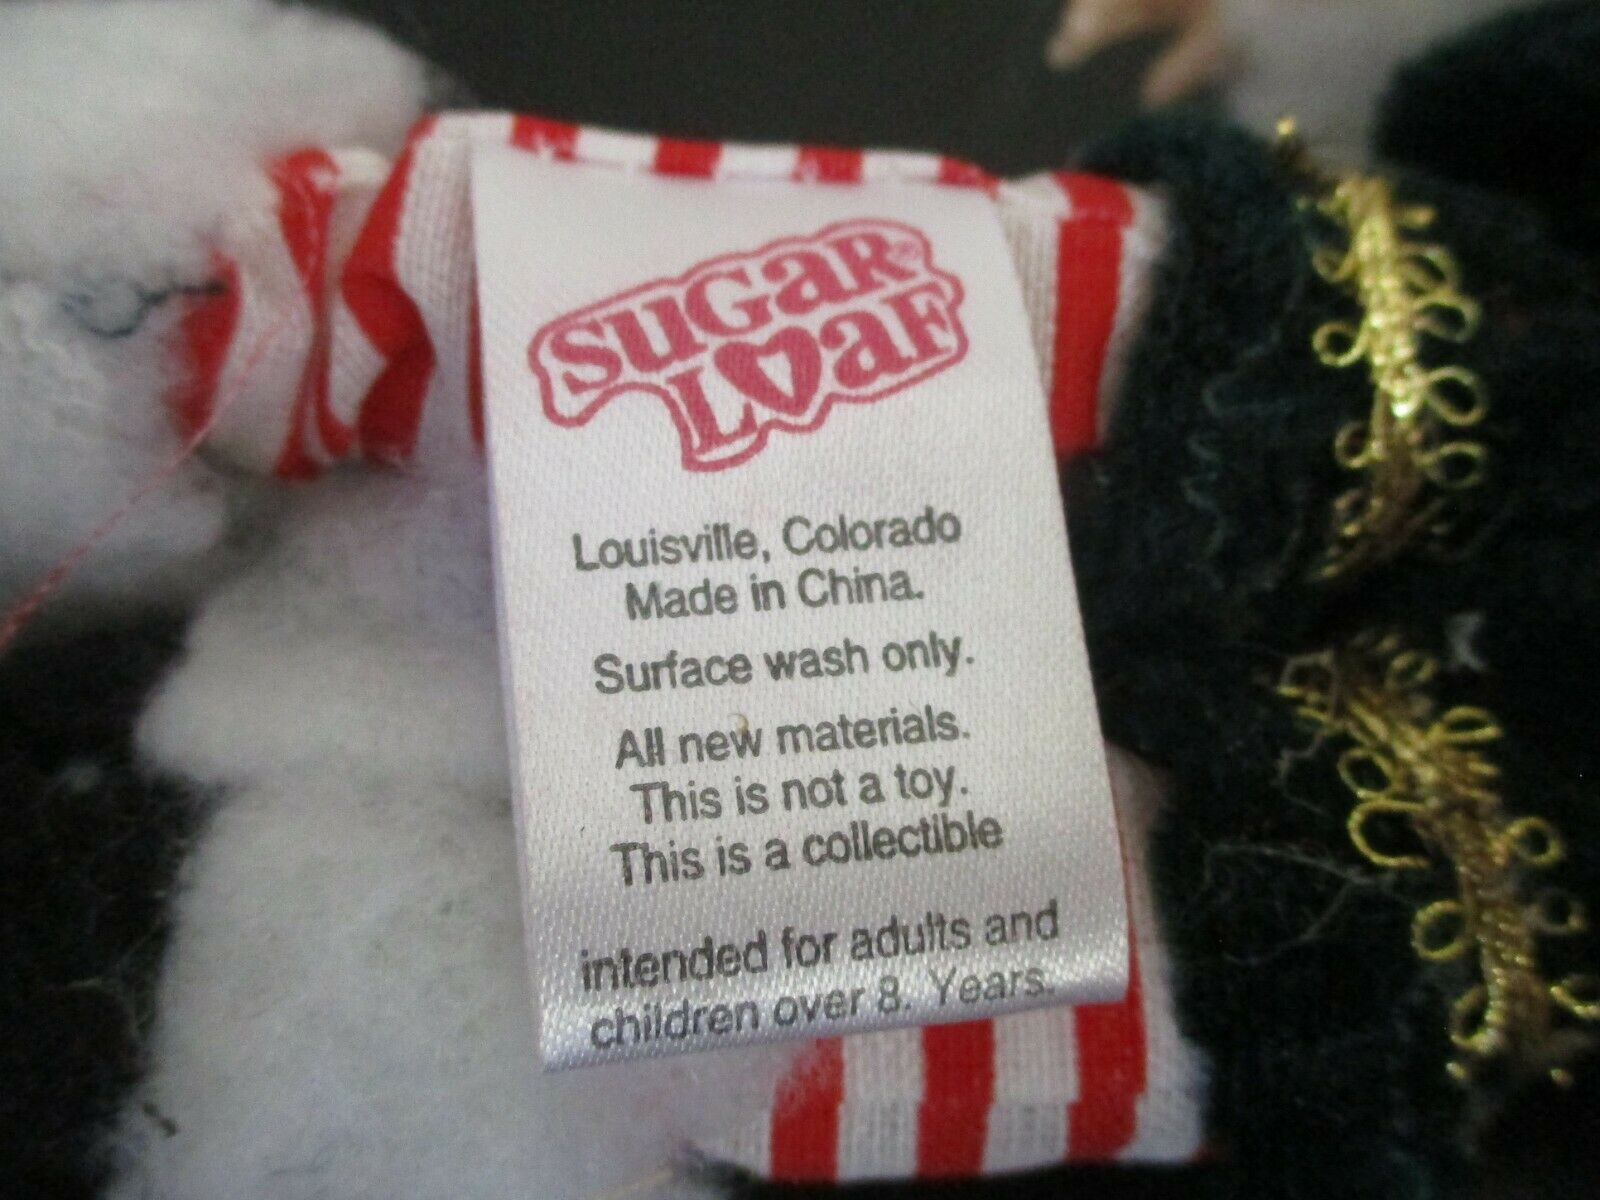 SUGAR
LOAF
Louisville, Colorado
Made in China.
Surface wash only.
All new materials.
This is not a toy.
This is a collectible
intended for adults and
children over 8. Years.